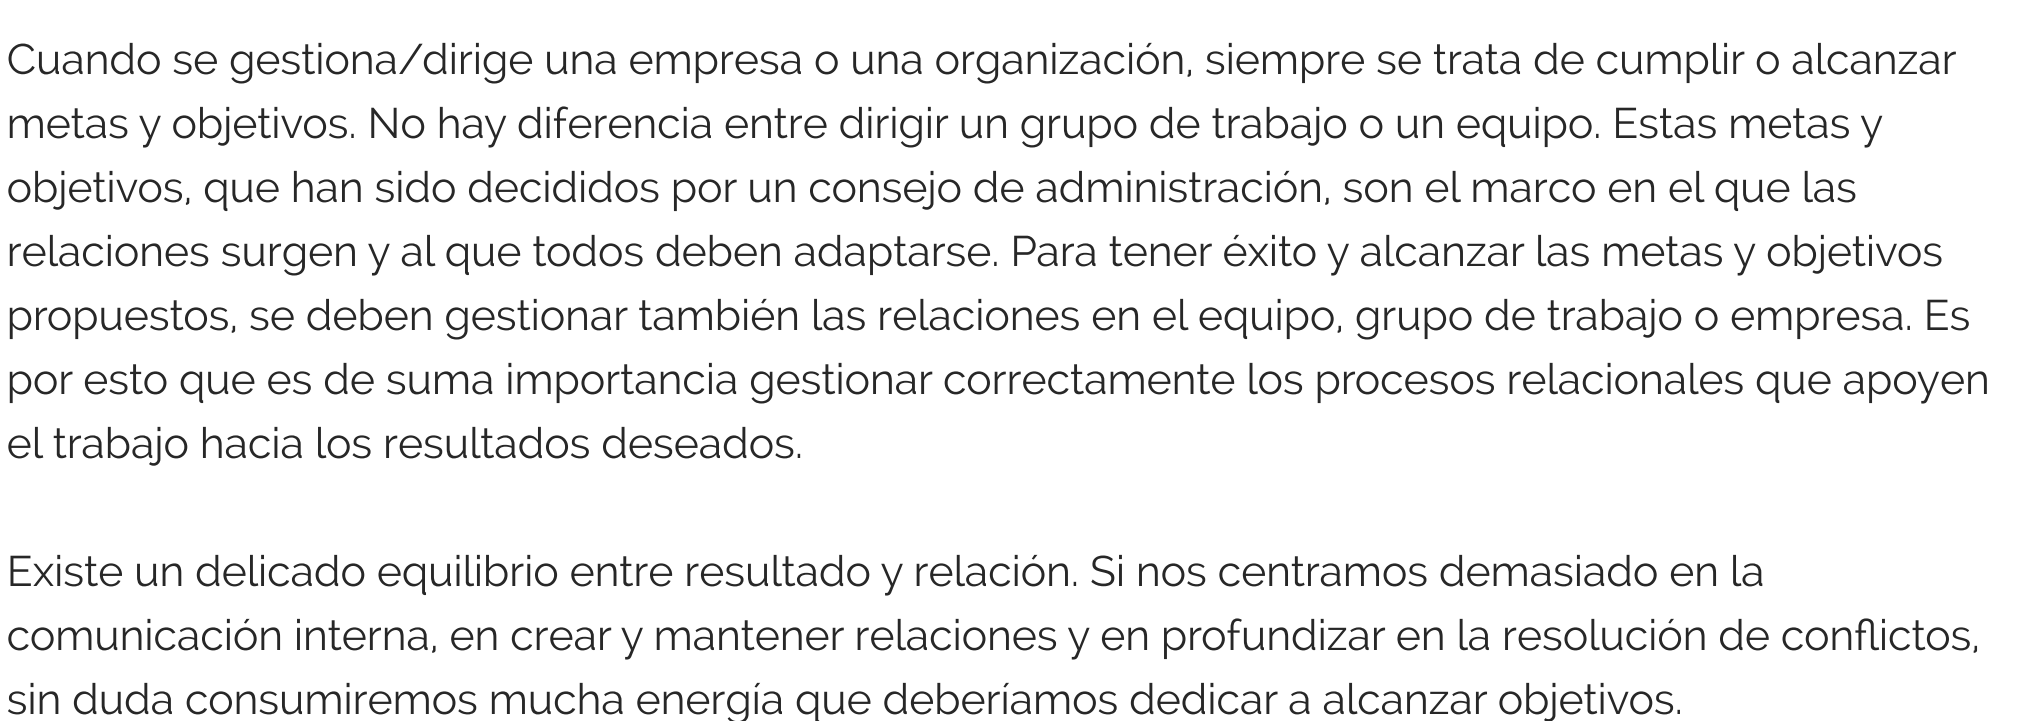 Cuando se gestiona/dirige una empresa o una organización, siempre se trata de cumplir o alcanzar
metas y objetivos. No hay diferencia entre dirigir un grupo de trabajo o un equipo. Estas metas y
objetivos, que han sido decididos por un consejo de administración, son el marco en el que las
relaciones surgen y al que todos deben adaptarse. Para tener éxito y alcanzar las metas y objetivos
propuestos, se deben gestionar también las relaciones en el equipo, grupo de trabajo o empresa. Es
por esto que es de suma importancia gestionar correctamente los procesos relacionales que apoyen
el trabajo hacia los resultados deseados.
Existe un delicado equilibrio entre resultado y relación. Si nos centramos demasiado en la
comunicación interna, en crear y mantener relaciones y en profundizar en la resolución de conflictos,
sin duda consumiremos mucha energía que deberíamos dedicar a alcanzar objetivos.